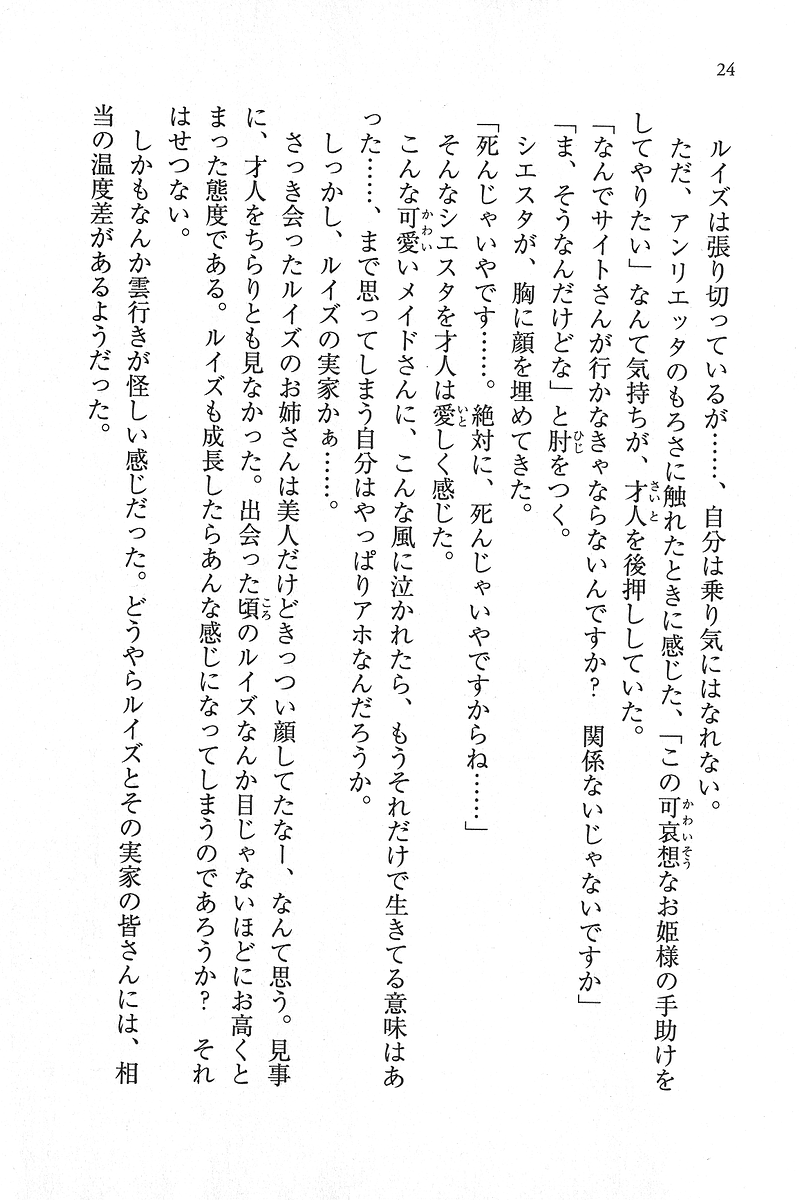 24
ルイズは張り切っているが……、自分は乗り気にはなれない。
ただ、アンリエッタのもろさに触れたときに感じた、「この可哀想なお姫様の手助けを
してやりたい」なんて気持ちが、才人を後押ししていた。
「なんでサイトさんが行かなきゃならないんですか？　関係ないじゃないですか」
「ま、そうなんだけどな」と肘をつく。
シエスタが、胸に顔を埋めてきた。
「死んじゃいやです……。絶対に、死んじゃいやですからね……」
そんなシエスタを才人は愛しく感じた。
こんな可愛いメイドさんに、こんな風に泣かれたら、もうそれだけで生きてる意味はあ
った……、まで思ってしまう自分はやっぱりアホなんだろうか。
しっかし、ルイズの実家かぁ……。
さっき会ったルイズのお姉さんは美人だけどきっつい顔してたなー、なんて思う。見事
に、才人をちらりとも見なかった。出会った頃のルイズなんか目じゃないほどにお高くと
まった態度である。ルイズも成長したらあんな感じになってしまうのであろうか？　それ
はせつない。
しかもなんか雲行きが怪しい感じだった。どうやらルイズとその実家の皆さんには、相
当の温度差があるようだった。